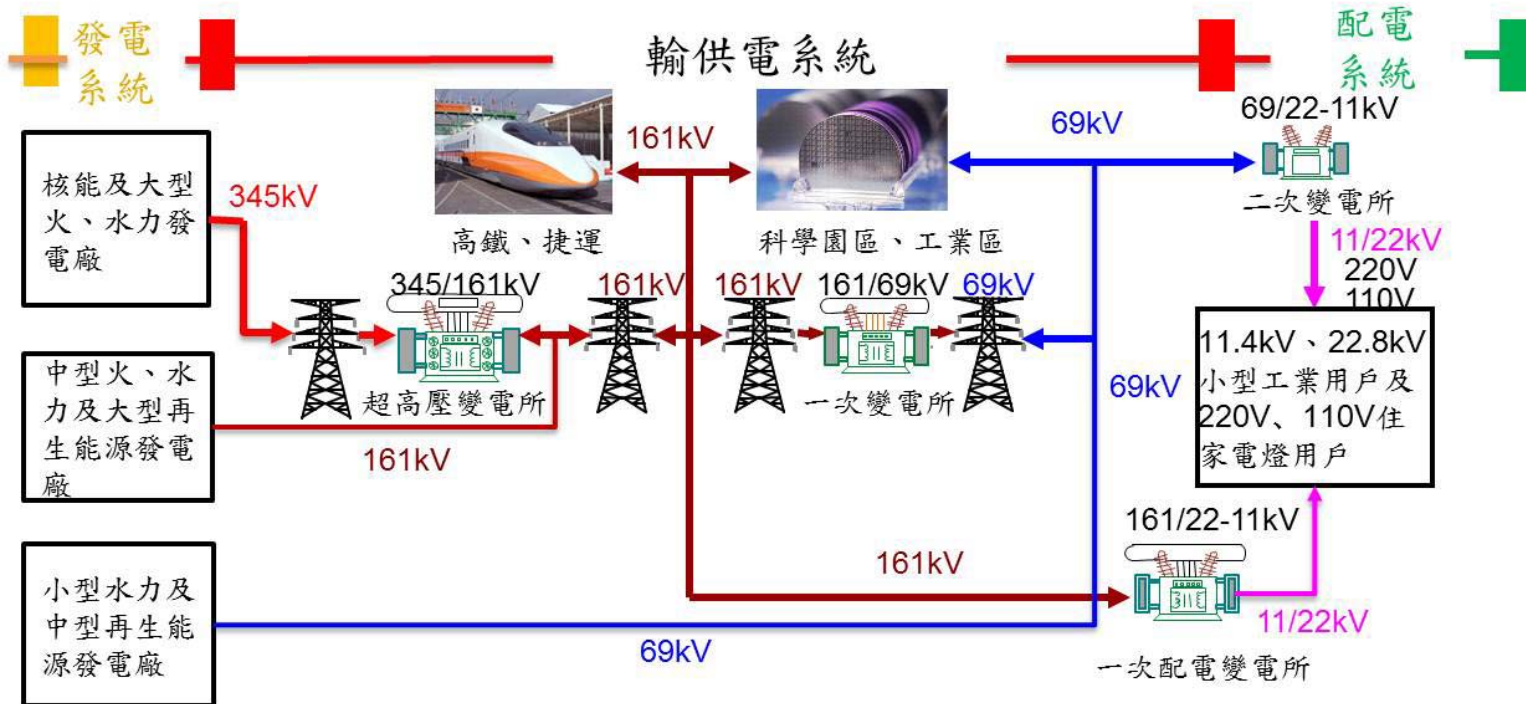 發電
系統
輸供電系統
配電
系統
核能及大型
火、水力發
電廠
345kV
中型火、水
力及大型再
生能源發電
廠
161kV
小型水力及
中型再生能
源發電廠
69kV
161kV
高鐵、捷運
科學園區、工業區
69kV
69/22-11kV
二次變電所
11/22kV
220V
110V
345/161kV
超高壓變電所
161kV
161kV
161/69kV
一次變電所
69kV
69kV
11.4kV、22.8kV
小型工業用戶及
220V、110V住
家電燈用戶
161kV
161/22-11kV
11/22kV
一次配電變電所